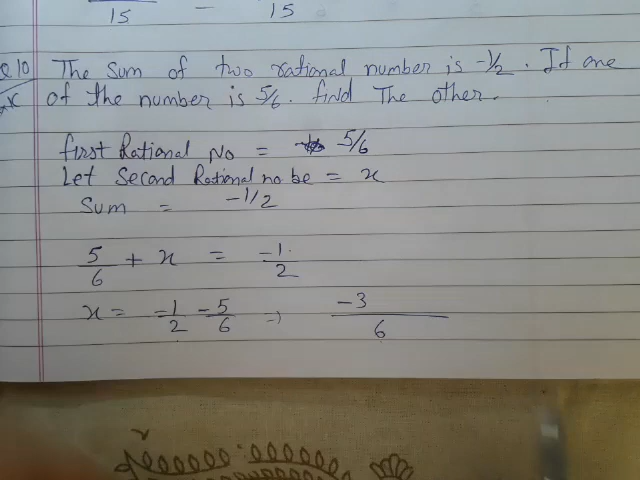 15 - 15
Q 10 The sum of two rational number is -1/2. If one
of the number is 5/6. find The other.
first Rational No = 5/6
Let Second Rational no be = x
Sum = -1/2
5/6 + x = -1/2
x = -1/2 - 5/6 => -3/6